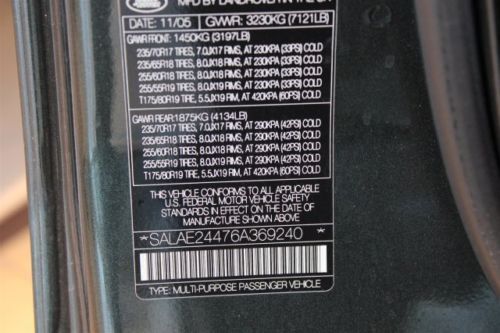 MFD BY LAND ROVER IN THE UK
DATE: 11/05 GVWR: 3230KG (7121LB)
GAWR FRONT: 1450KG (3197LB)
235/70R17 TIRES, 7.0JX17 RIMS, AT 230KPA (33PSI) COLD
235/65R18 TIRES, 8.0JX18 RIMS, AT 230KPA (33PSI) COLD
255/60R18 TIRES, 8.0JX18 RIMS, AT 230KPA (33PSI) COLD
255/55R19 TIRES, 8.0JX19 RIMS, AT 230KPA (33PSI) COLD
T175/80R19 TIRE, 5.5JX19 RIM, AT 420KPA (60PSI) COLD
GAWR REAR: 1875KG (4134LB)
235/70R17 TIRES, 7.0JX17 RIMS, AT 290KPA (42PSI) COLD
235/65R18 TIRES, 8.0JX18 RIMS, AT 290KPA (42PSI) COLD
255/60R18 TIRES, 8.0JX18 RIMS, AT 290KPA (42PSI) COLD
255/55R19 TIRES, 8.0JX19 RIMS, AT 290KPA (42PSI) COLD
T175/80R19 TIRE, 5.5JX19 RIM, AT 420KPA (60PSI) COLD
THIS VEHICLE CONFORMS TO ALL APPLICABLE
U.S. FEDERAL MOTOR VEHICLE SAFETY
STANDARDS IN EFFECT ON THE DATE OF
MANUFACTURE SHOWN ABOVE
* SALAE24476A369240 *
TYPE: MULTI-PURPOSE PASSENGER VEHICLE